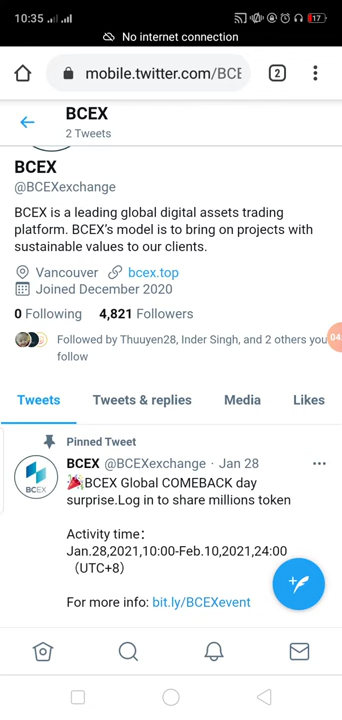 10:35
17
No internet connection
mobile.twitter.com/BCE
2
BCEX
2 Tweets
BCEX
@BCEXexchange
BCEX is a leading global digital assets trading
platform. BCEX’s model is to bring on projects with
sustainable values to our clients.
Vancouver bcex.top
Joined December 2020
0 Following 4,821 Followers
Followed by Thuuyen28, Inder Singh, and 2 others you
follow
04
Tweets Tweets & replies Media Likes
Pinned Tweet
BCEX @BCEXexchange · Jan 28
BCEX Global COMEBACK day
surprise.Log in to share millions token
BCEX
Activity time：
Jan.28,2021,10:00-Feb.10,2021,24:00
（UTC+8）
For more info: bit.ly/BCEXevent